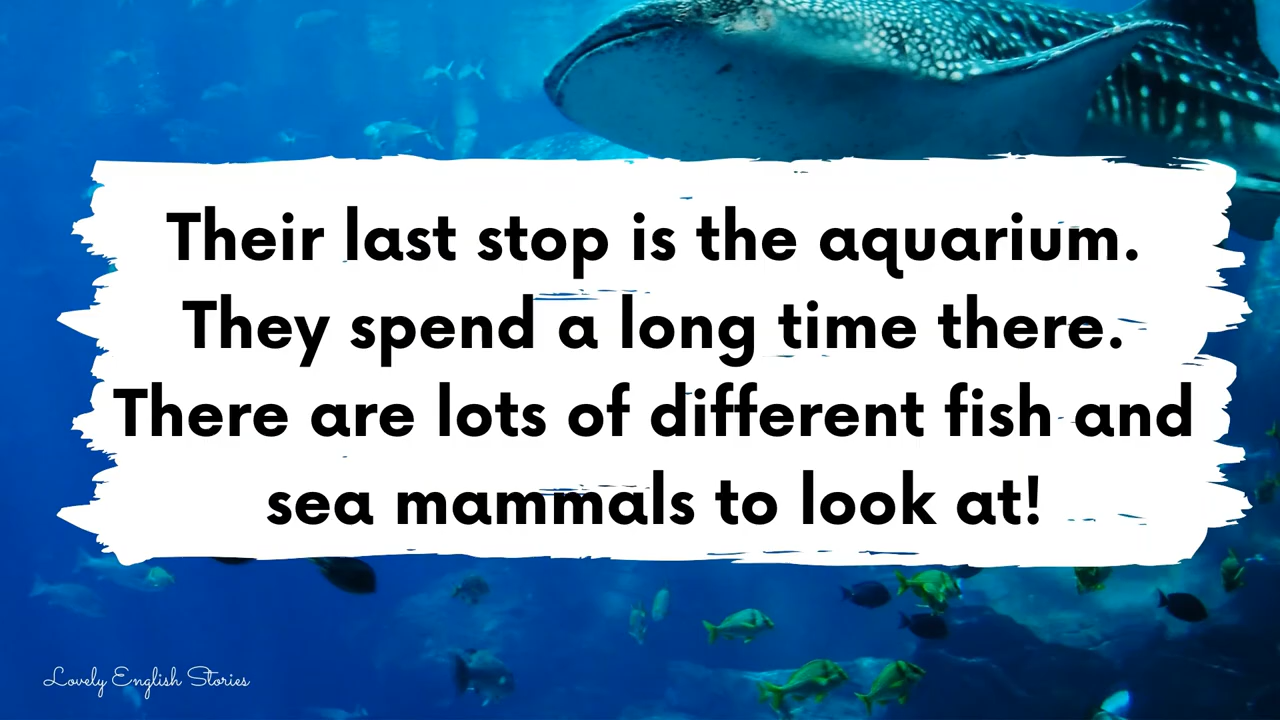 Their last stop is the aquarium.
They spend a long time there.
There are lots of different fish and
sea mammals to look at!
Lovely English Stories